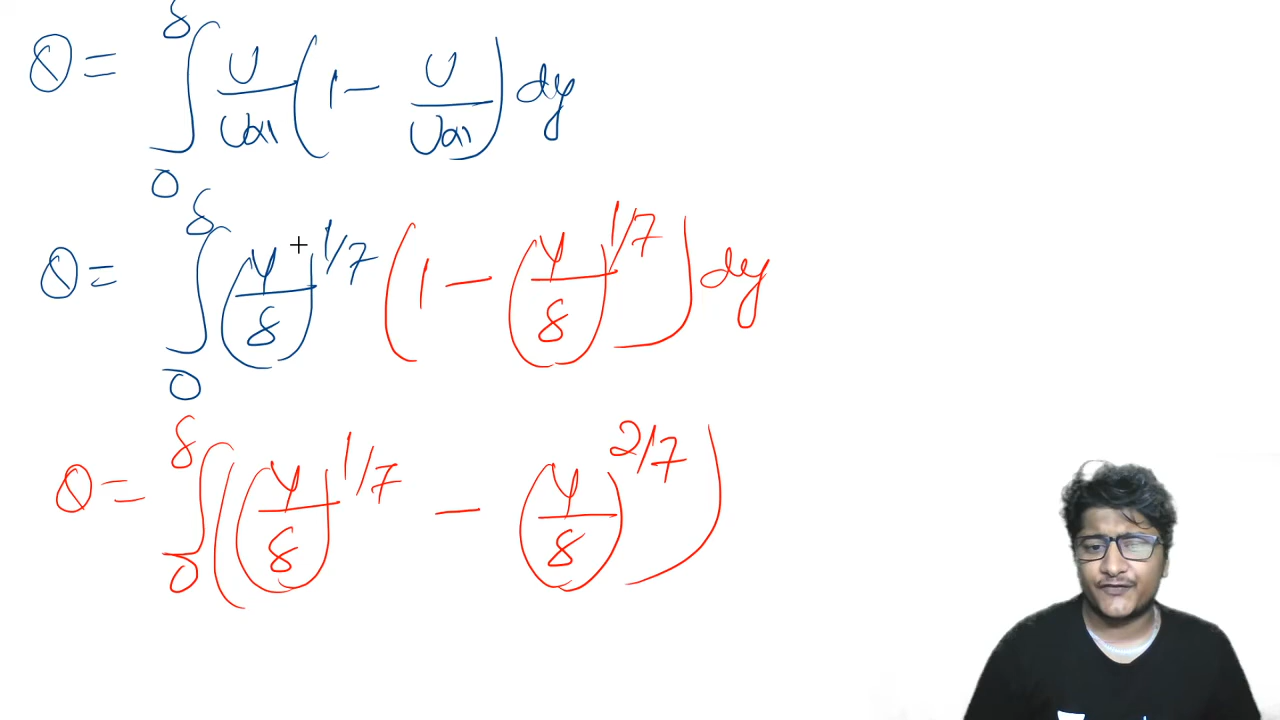 θ = ∫₀^δ U/U∞ (1 − U/U∞) dy
θ = ∫₀^δ (y/δ)^1/7 (1 − (y/δ)^1/7) dy
θ = ∫₀^δ ((y/δ)^1/7 − (y/δ)^2/7)